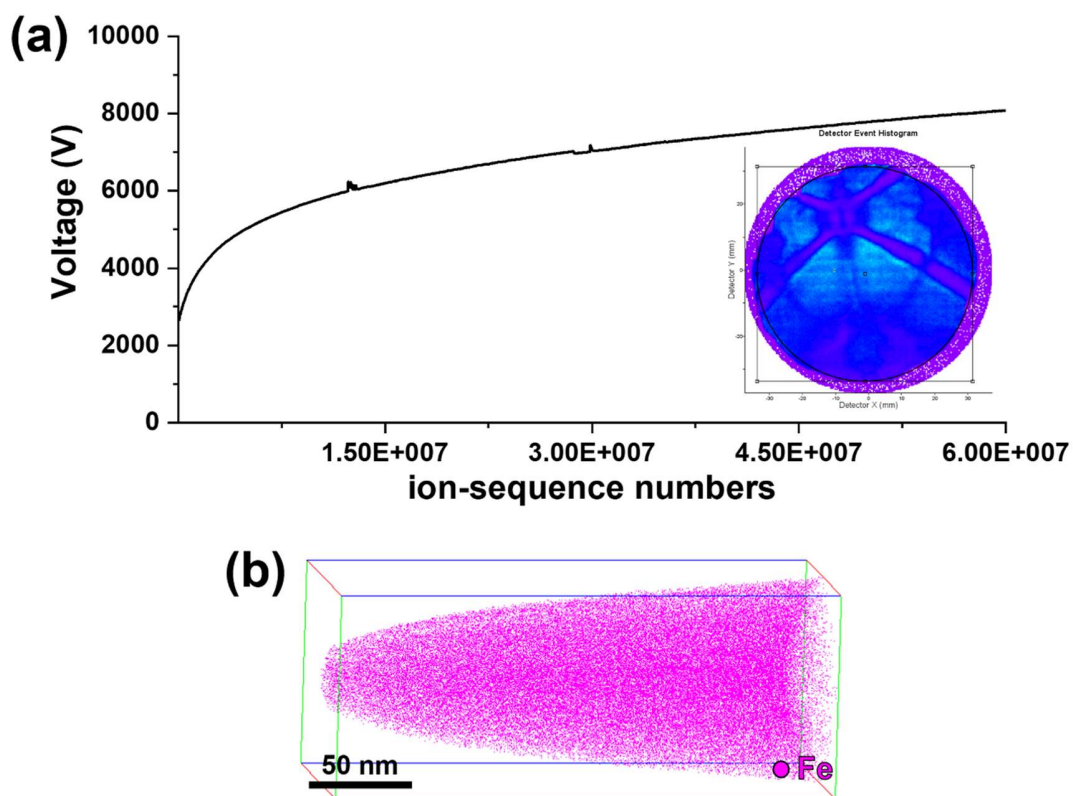 (a)
10000
8000
6000
4000
2000
0
Voltage (V)
1.50E+007
3.00E+007
4.50E+007
6.00E+007
ion-sequence numbers
Detector Event Histogram
20
0
-20
Detector Y (mm)
-30
-20
-10
0
10
20
30
Detector X (mm)
(b)
50 nm
Fe